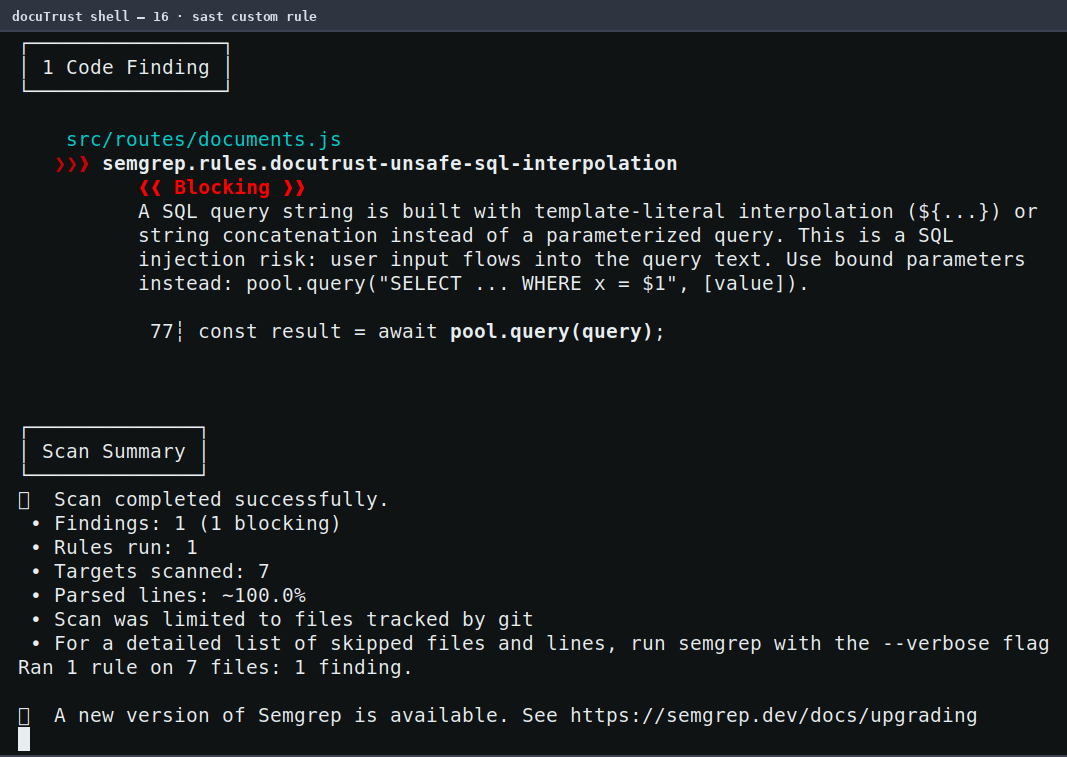 docuTrust shell — 16 · sast custom rule
1 Code Finding
src/routes/documents.js
❯❯❱ semgrep.rules.docutrust-unsafe-sql-interpolation
❰❰ Blocking ❱❱
A SQL query string is built with template-literal interpolation (${...}) or
string concatenation instead of a parameterized query. This is a SQL
injection risk: user input flows into the query text. Use bound parameters
instead: pool.query("SELECT ... WHERE x = $1", [value]).
77┆ const result = await pool.query(query);
Scan Summary
Scan completed successfully.
• Findings: 1 (1 blocking)
• Rules run: 1
• Targets scanned: 7
• Parsed lines: ~100.0%
• Scan was limited to files tracked by git
• For a detailed list of skipped files and lines, run semgrep with the --verbose flag
Ran 1 rule on 7 files: 1 finding.
A new version of Semgrep is available. See https://semgrep.dev/docs/upgrading